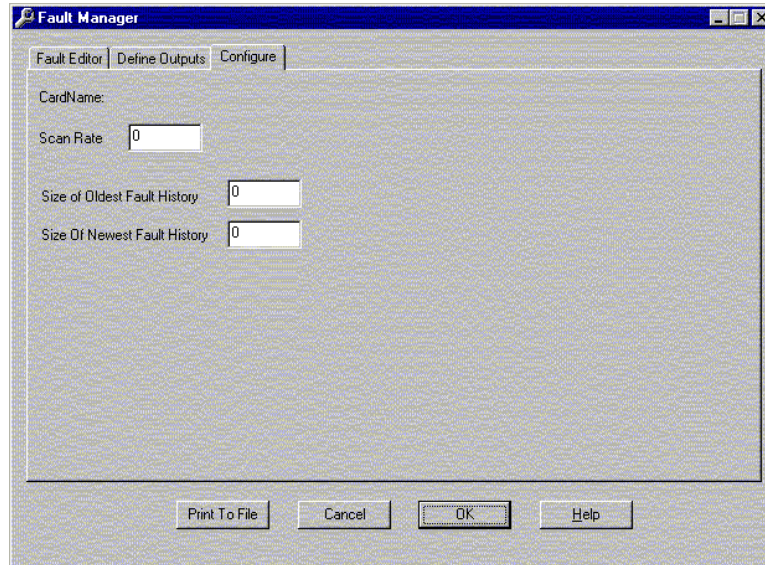 Fault Manager
Fault Editor Define Outputs Configure
CardName:
Scan Rate 0
Size of Oldest Fault History 0
Size Of Newest Fault History 0
Print To File Cancel OK Help